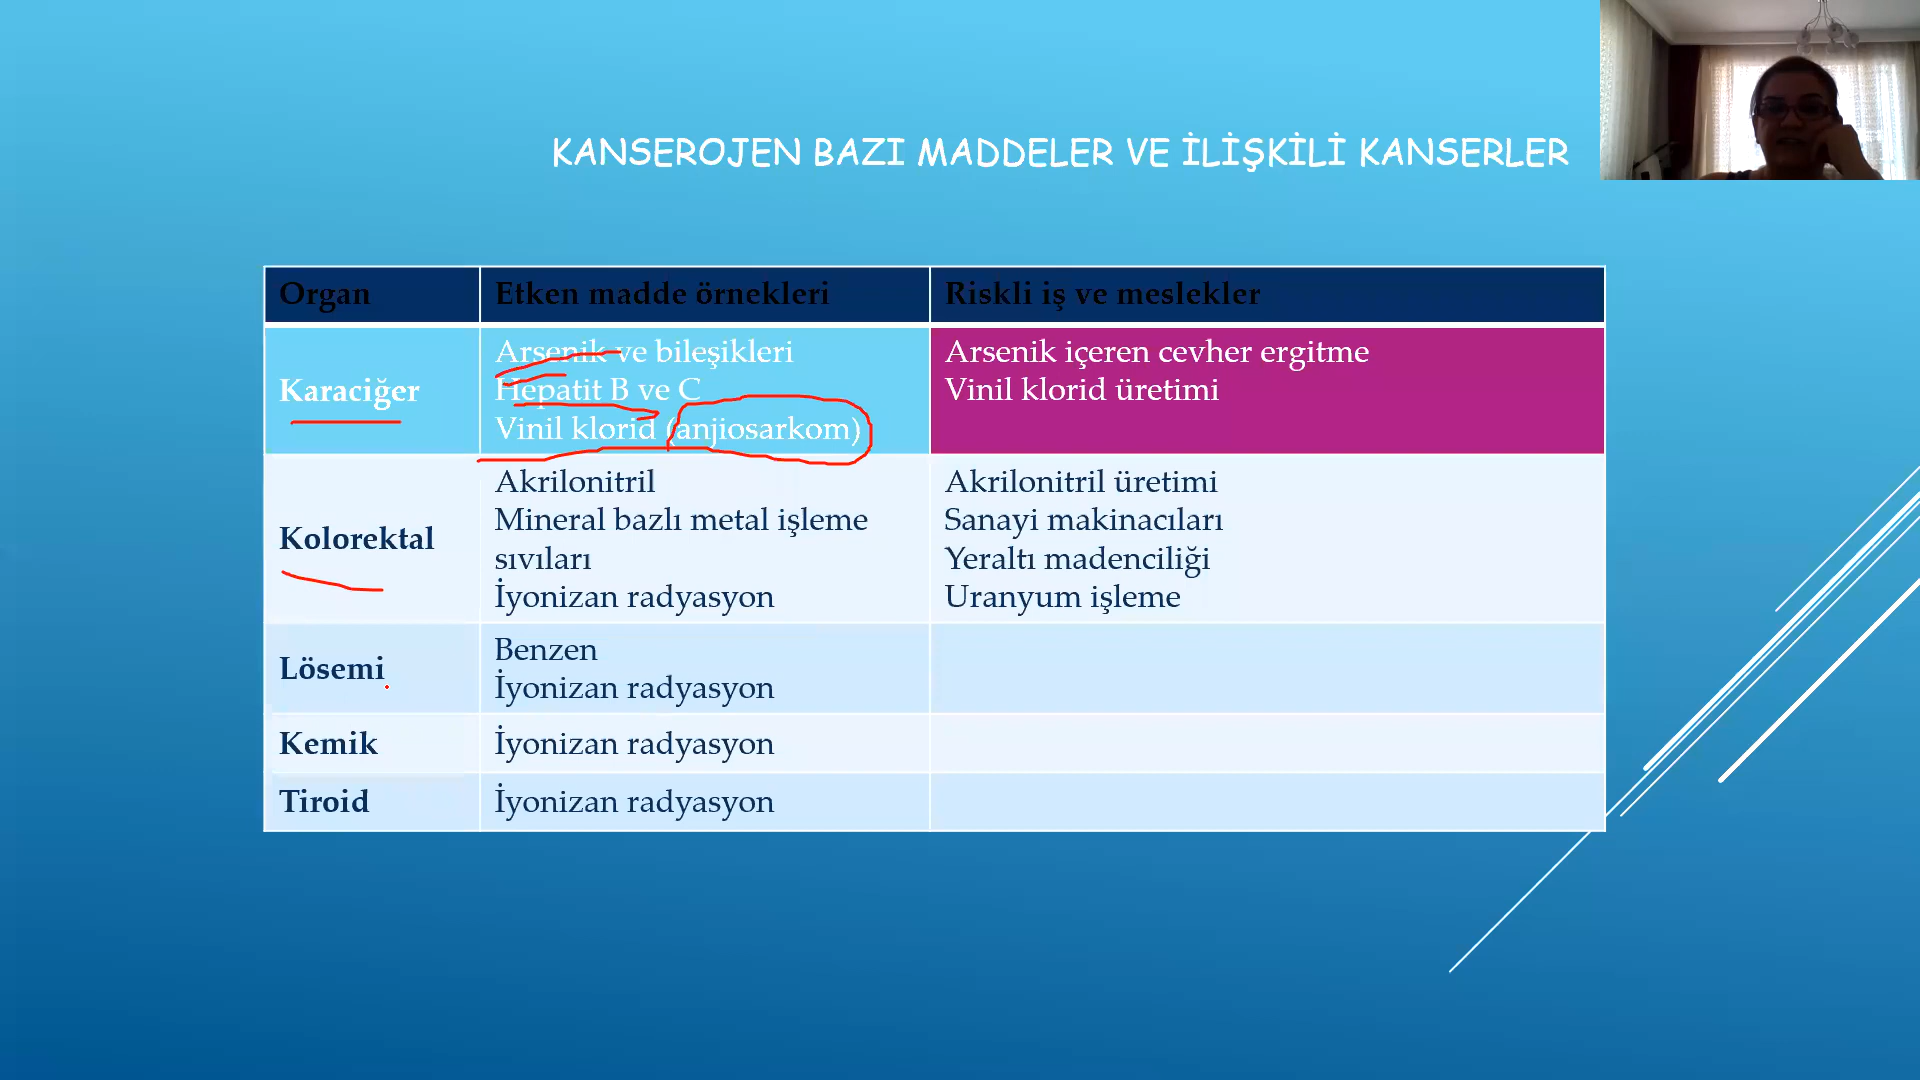 KANSEROJEN BAZI MADDELER VE İLİŞKİLİ KANSERLER
Organ
Etken madde örnekleri
Riskli iş ve meslekler
Karaciğer
Arsenik ve bileşikleri
Hepatit B ve C
Vinil klorid (anjiosarkom)
Arsenik içeren cevher ergitme
Vinil klorid üretimi
Kolorektal
Akrilonitril
Mineral bazlı metal işleme
sıvıları
İyonizan radyasyon
Akrilonitril üretimi
Sanayi makinacıları
Yeraltı madenciliği
Uranyum işleme
Lösemi
Benzen
İyonizan radyasyon
Kemik
İyonizan radyasyon
Tiroid
İyonizan radyasyon